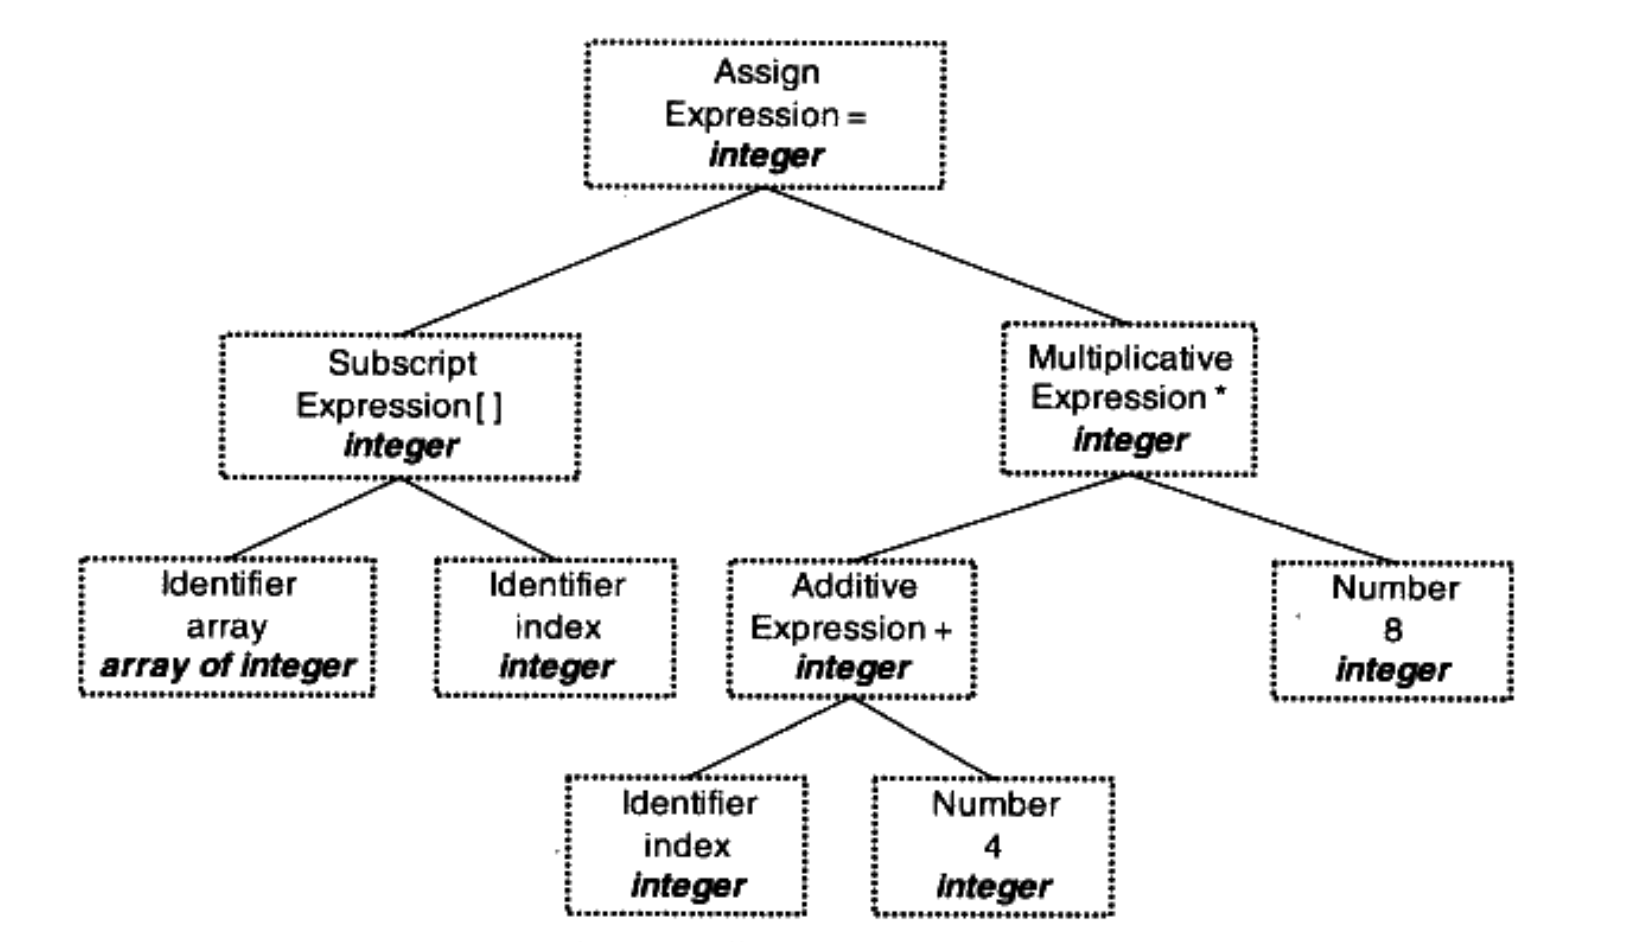 Assign
Expression =
integer
Subscript
Expression[ ]
integer
Multiplicative
Expression *
integer
Identifier
array
array of integer
Identifier
index
integer
Additive
Expression +
integer
Number
8
integer
Identifier
index
integer
Number
4
integer